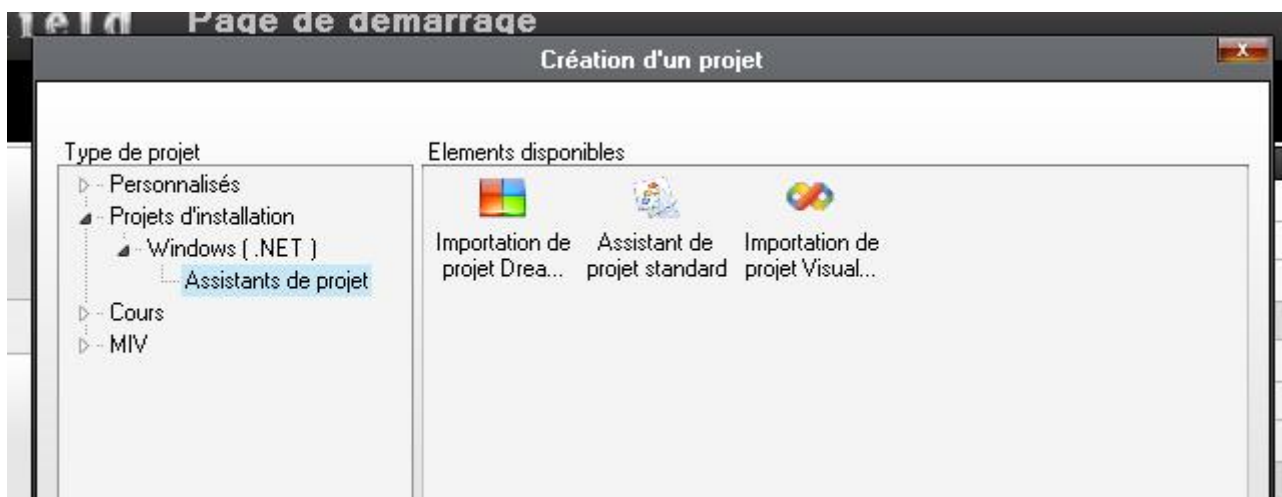 Page de démarrage
Création d'un projet
Type de projet
Personnalisés
Projets d'installation
Windows ( .NET )
Assistants de projet
Cours
MIV
Elements disponibles
Importation de
projet Drea...
Assistant de
projet standard
Importation de
projet Visual...